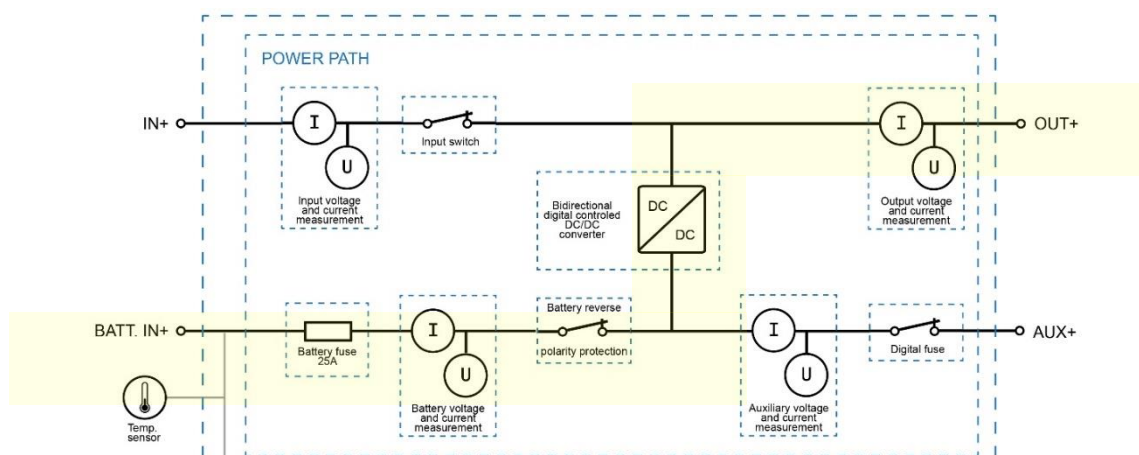 POWER PATH
IN+
I
U
Input voltage
and current
measurement
Input switch
I
U
Output voltage
and current
measurement
OUT+
Bidirectional
digital controled
DC/DC
converter
DC
DC
BATT. IN+
Battery fuse
25A
I
U
Battery voltage
and current
measurement
Battery reverse
polarity protection
I
U
Auxiliary voltage
and current
measurement
Digital fuse
AUX+
Temp.
sensor